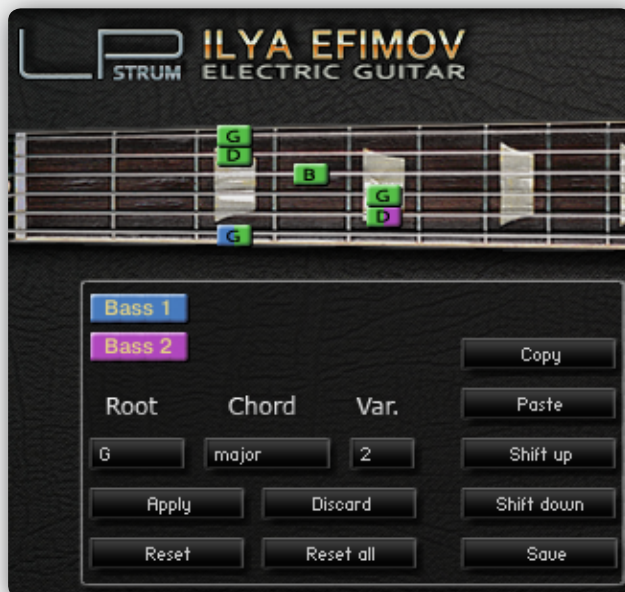 LP STRUM ILYA EFIMOV
ELECTRIC GUITAR
G
D
B
G
D
G
Bass 1
Bass 2
Copy
Root Chord Var. Paste
G major 2 Shift up
Apply Discard Shift down
Reset Reset all Save